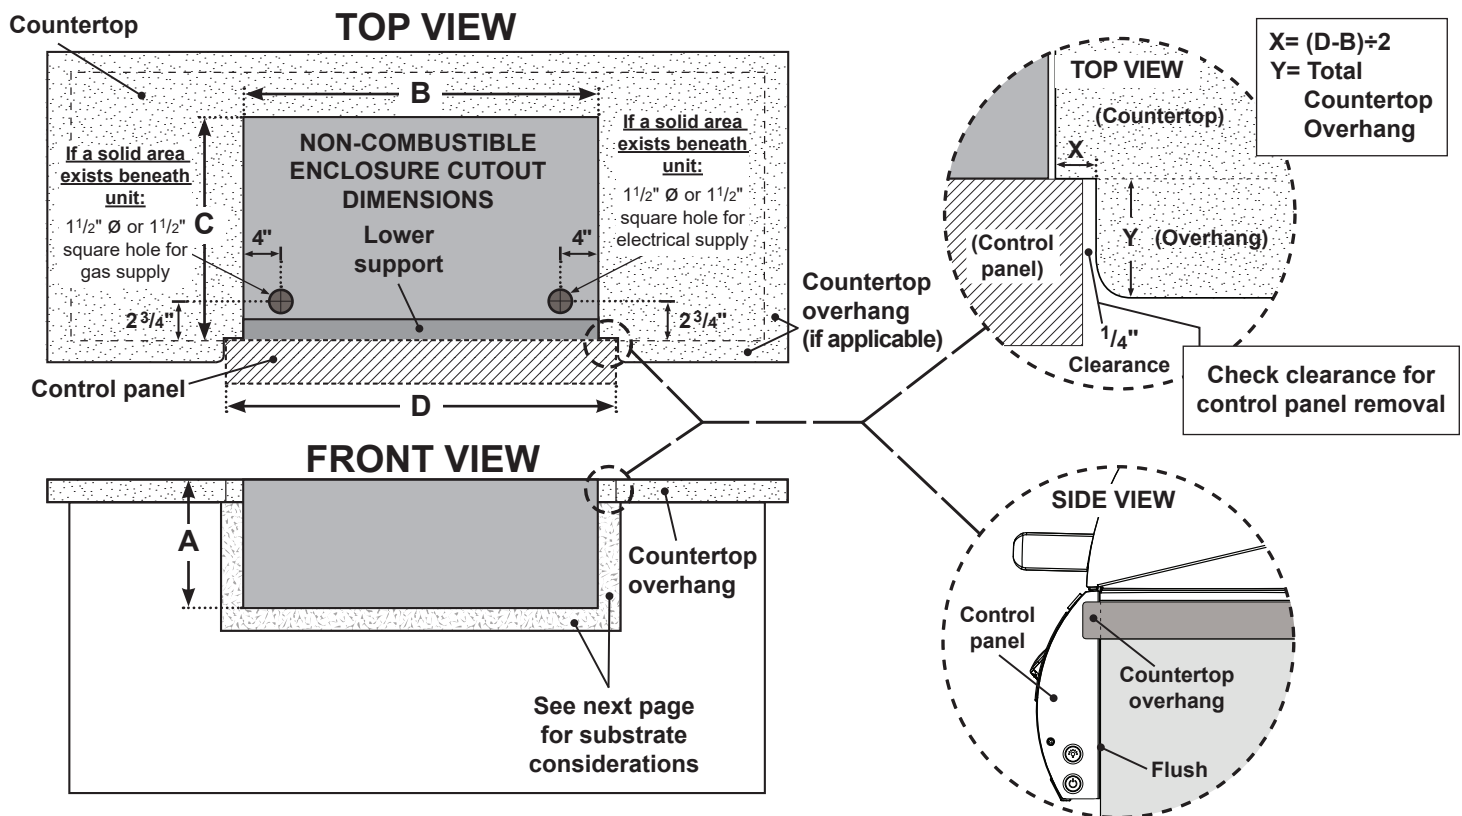 Countertop
TOP VIEW
B
If a solid area
exists beneath
unit:
1 1/2" Ø or 1 1/2"
square hole for
gas supply
C
NON-COMBUSTIBLE
ENCLOSURE CUTOUT
DIMENSIONS
Lower
support
4"
4"
If a solid area
exists beneath
unit:
1 1/2" Ø or 1 1/2"
square hole for
electrical supply
2 3/4"
2 3/4"
Countertop
overhang
(if applicable)
Control panel
D
TOP VIEW
(Countertop)
X
(Control
panel)
Y (Overhang)
1/4"
Clearance
X= (D-B)÷2
Y= Total
Countertop
Overhang
Check clearance for
control panel removal
FRONT VIEW
A
Countertop
overhang
See next page
for substrate
considerations
SIDE VIEW
Control
panel
Countertop
overhang
Flush